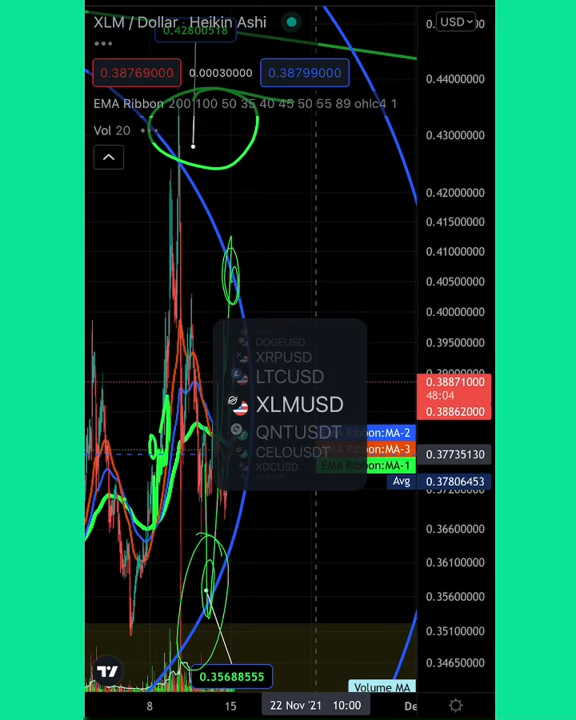 XLM / Dollar · Heikin Ashi
USD
0.42800518
0.38769000
0.00030000
0.38799000
0.44000000
EMA Ribbon 200 100 50 35 40 45 50 55 89 ohlc4 1
Vol 20
0.43000000
0.42000000
0.41500000
0.41000000
0.40500000
0.40000000
0.39500000
DOGEUSD
XRPUSD
LTCUSD
XLMUSD
QNTUSDT
CELOUSDT
XDCUSD
0.38871000
48:04
0.38862000
Ribbon:MA-2
EMA Ribbon:MA-3
EMA Ribbon:MA-1
0.37735130
Avg
0.37806453
0.36600000
0.36100000
0.35600000
0.35100000
0.34650000
0.35688555
Volume MA
8
15
22 Nov '21 10:00
De